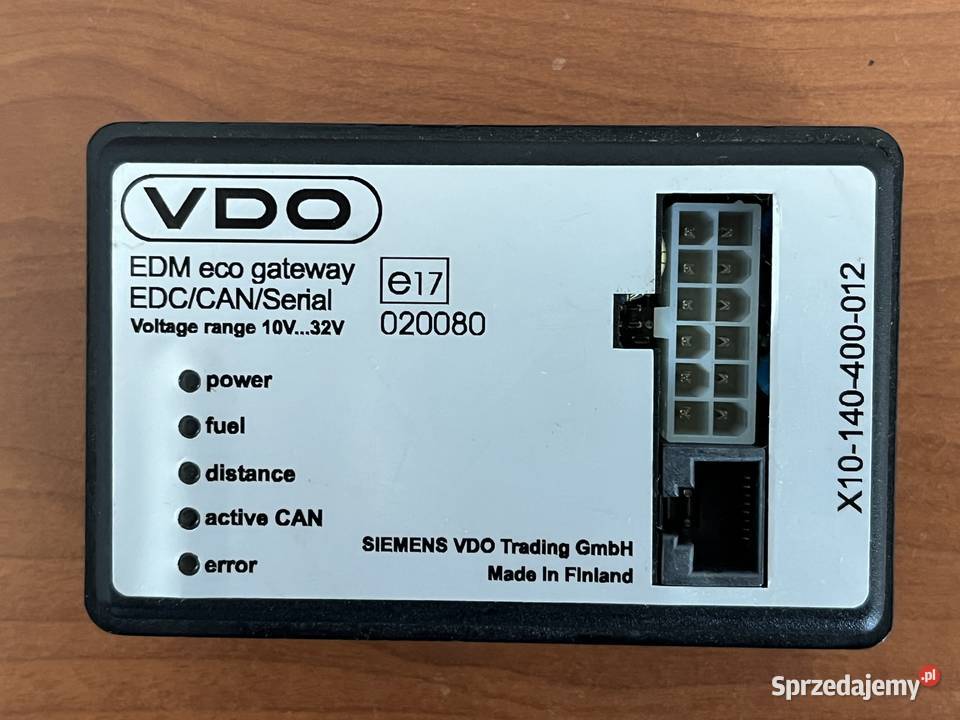 VDO
EDM eco gateway
EDC/CAN/Serial
Voltage range 10V...32V
e17
020080
power
fuel
distance
active CAN
error
SIEMENS VDO Trading GmbH
Made in Finland
X10-140-400-012
Sprzedajemy.pl